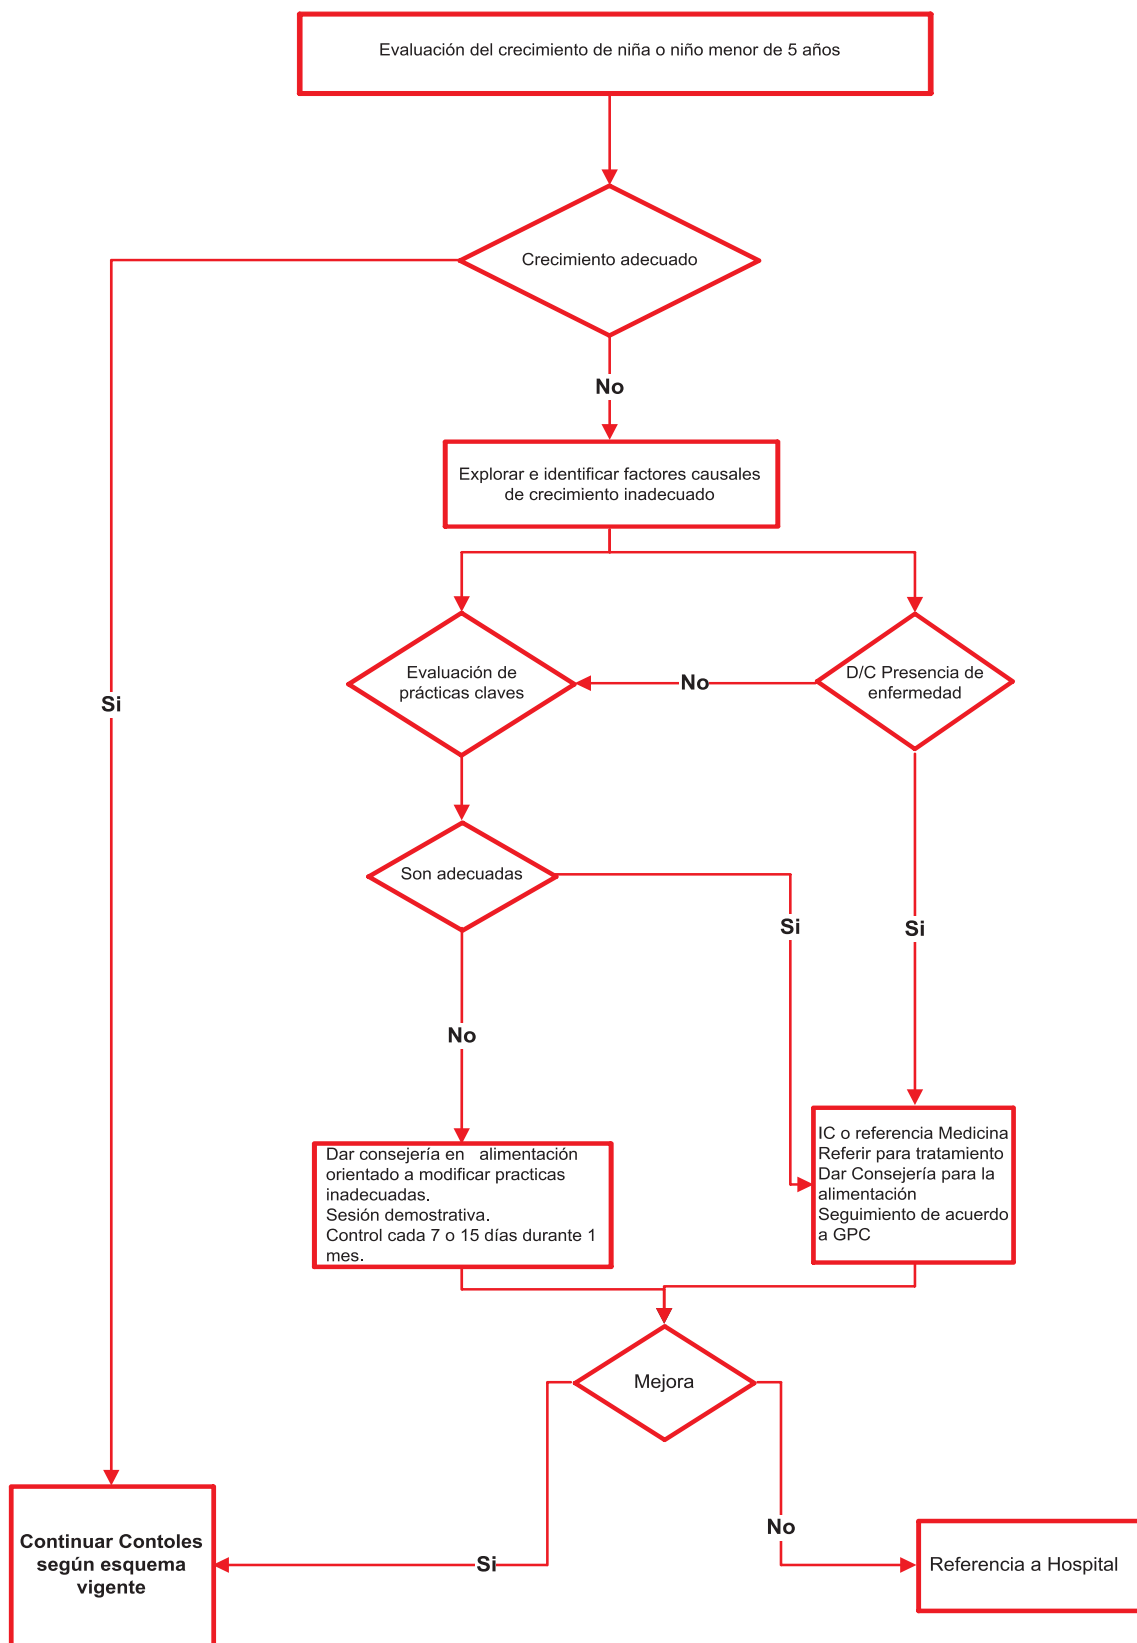 Evaluación del crecimiento de niña o niño menor de 5 años
Crecimiento adecuado
No
Explorar e identificar factores causales
de crecimiento inadecuado
Evaluación de
prácticas claves
No
D/C Presencia de
enfermedad
Si
Son adecuadas
Si
Si
No
Dar consejería en alimentación
orientado a modificar practicas
inadecuadas.
Sesión demostrativa.
Control cada 7 o 15 días durante 1
mes.
IC o referencia Medicina
Referir para tratamiento
Dar Consejería para la
alimentación
Seguimiento de acuerdo
a GPC
Mejora
No
Si
Continuar Contoles
según esquema
vigente
Referencia a Hospital